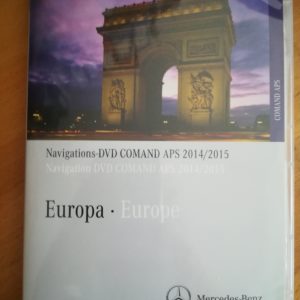 COMAND APS
Navigations-DVD COMAND APS 2014/2015
Navigation DVD COMAND APS 2014/2015
Europa · Europe
Mercedes-Benz